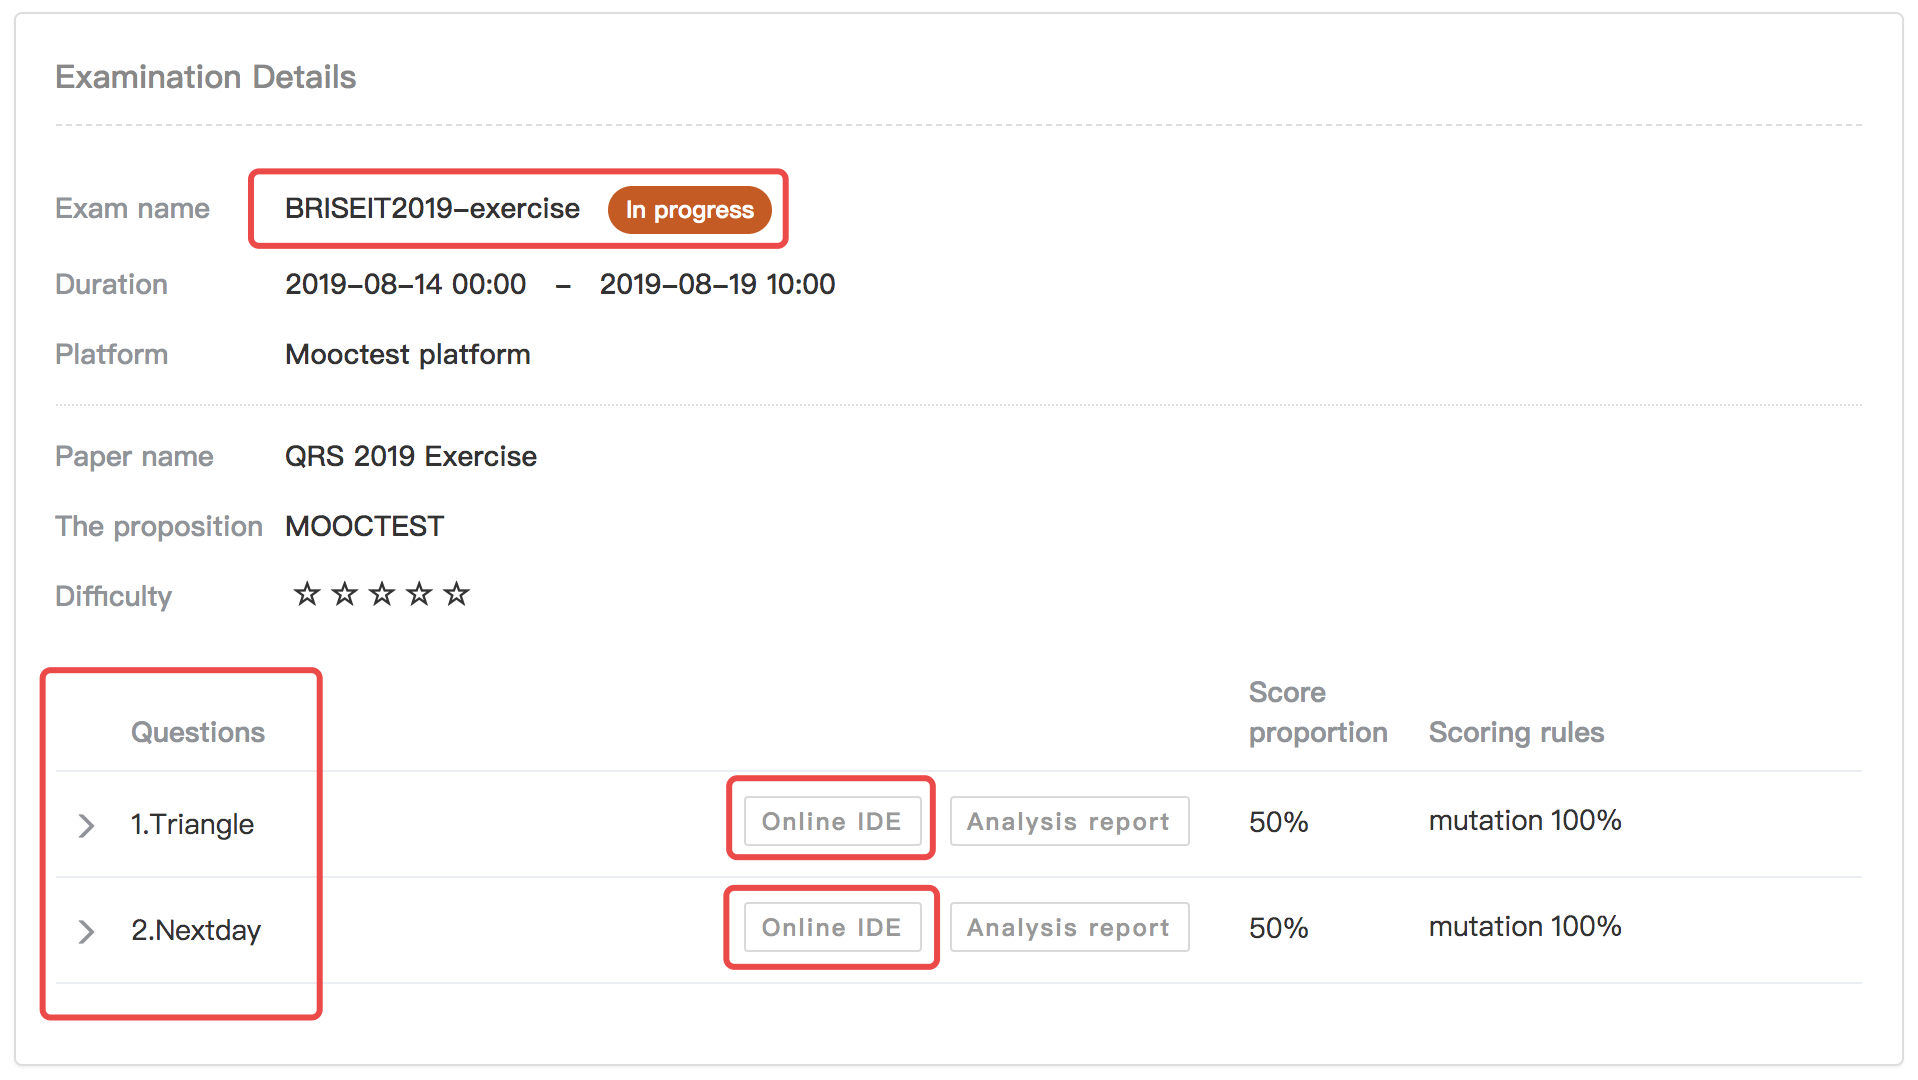 Examination Details
Exam name BRISEIT2019-exercise In progress
Duration 2019-08-14 00:00 - 2019-08-19 10:00
Platform Mooctest platform
Paper name QRS 2019 Exercise
The proposition MOOCTEST
Difficulty ☆ ☆ ☆ ☆ ☆
Questions Score proportion Scoring rules
1.Triangle Online IDE Analysis report 50% mutation 100%
2.Nextday Online IDE Analysis report 50% mutation 100%